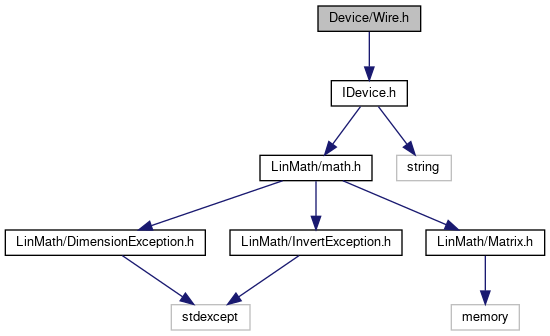 Device/Wire.h
IDevice.h
LinMath/math.h
string
LinMath/DimensionException.h
LinMath/InvertException.h
LinMath/Matrix.h
stdexcept
memory